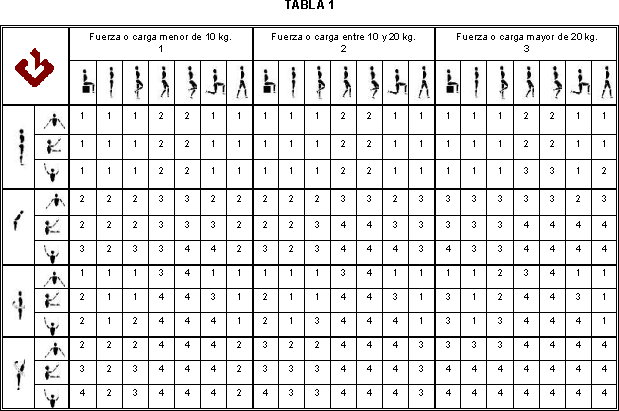 TABLA 1
Fuerza o carga menor de 10 kg. Fuerza o carga entre 10 y 20 kg. Fuerza o carga mayor de 20 kg.
1 2 3
1 1 1 2 2 1 1 1 1 1 2 2 1 1 1 1 1 2 2 1 1
1 1 1 2 2 1 1 1 1 1 2 2 1 1 1 1 1 2 2 1 1
1 1 1 2 2 1 1 1 1 1 2 2 1 1 1 1 1 3 3 1 2
2 2 2 3 3 2 2 2 2 2 3 3 2 3 3 3 3 3 3 2 3
2 2 2 3 3 3 2 2 2 3 4 4 3 3 3 3 4 4 4 4 4
3 2 3 3 4 4 2 3 2 3 4 4 4 3 4 3 3 4 4 4 4
1 1 1 3 4 1 1 1 1 1 3 4 1 1 1 1 2 3 4 1 1
2 1 1 4 4 3 1 2 1 1 4 4 3 1 3 1 2 4 4 3 1
2 1 2 4 4 4 1 2 1 3 4 4 4 1 3 1 3 4 4 4 1
2 2 2 4 4 4 2 3 2 2 4 4 4 3 3 3 3 4 4 4 4
3 2 3 4 4 4 2 3 2 3 4 4 4 3 4 4 4 4 4 4 4
4 2 3 4 4 4 2 4 3 3 4 4 4 3 4 4 4 4 4 4 4